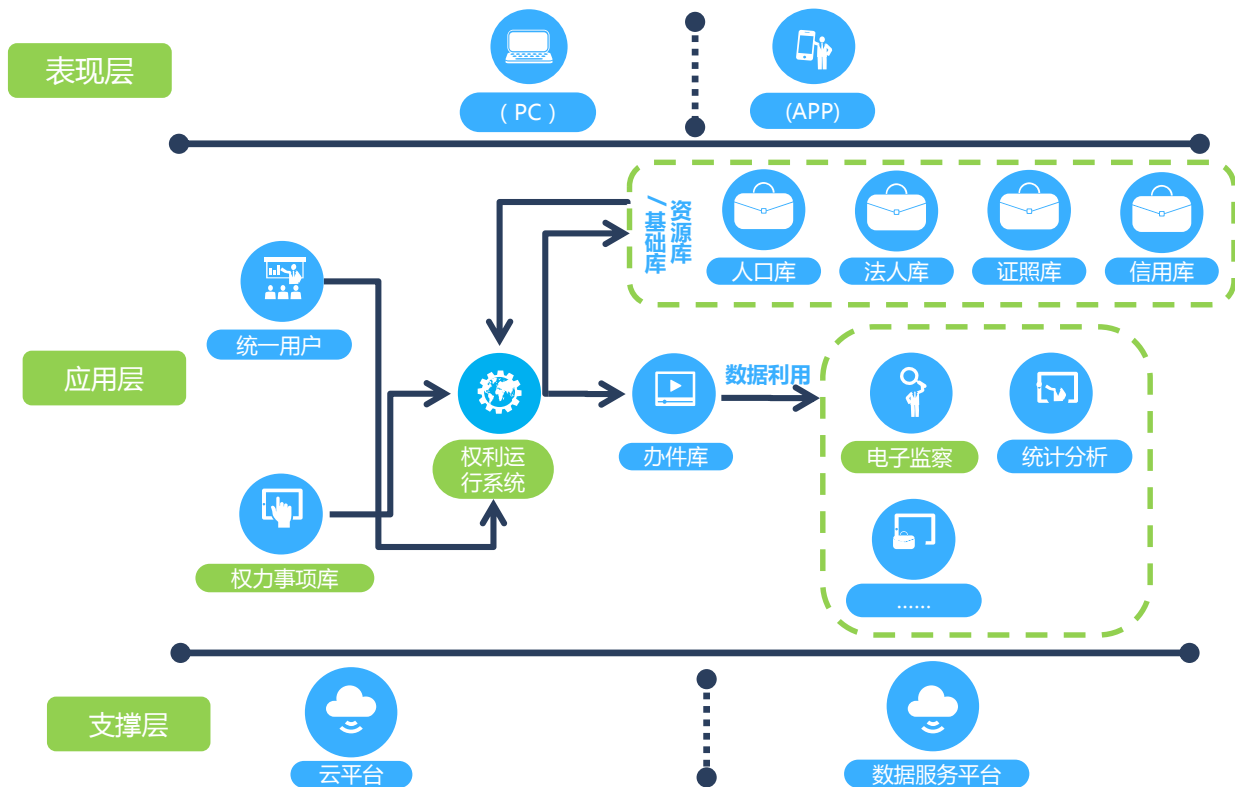 表现层
（ PC ）
(APP)
资源库
/基础库
人口库
法人库
证照库
信用库
统一用户
应用层
数据利用
权利运
行系统
办件库
电子监察
统计分析
权力事项库
......
支撑层
云平台
数据服务平台